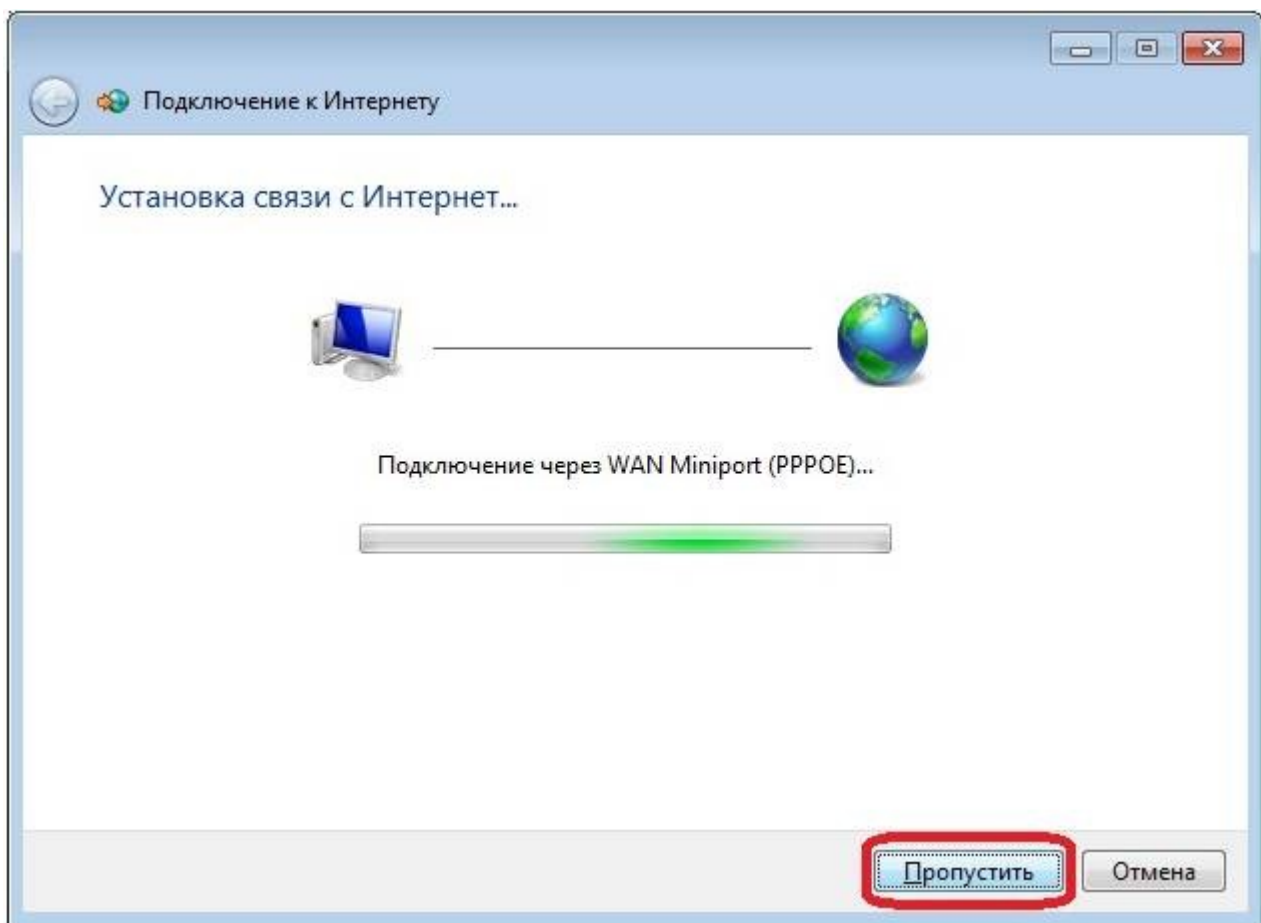 Подключение к Интернету
Установка связи с Интернет...
Подключение через WAN Miniport (PPPOE)...
Пропустить
Отмена